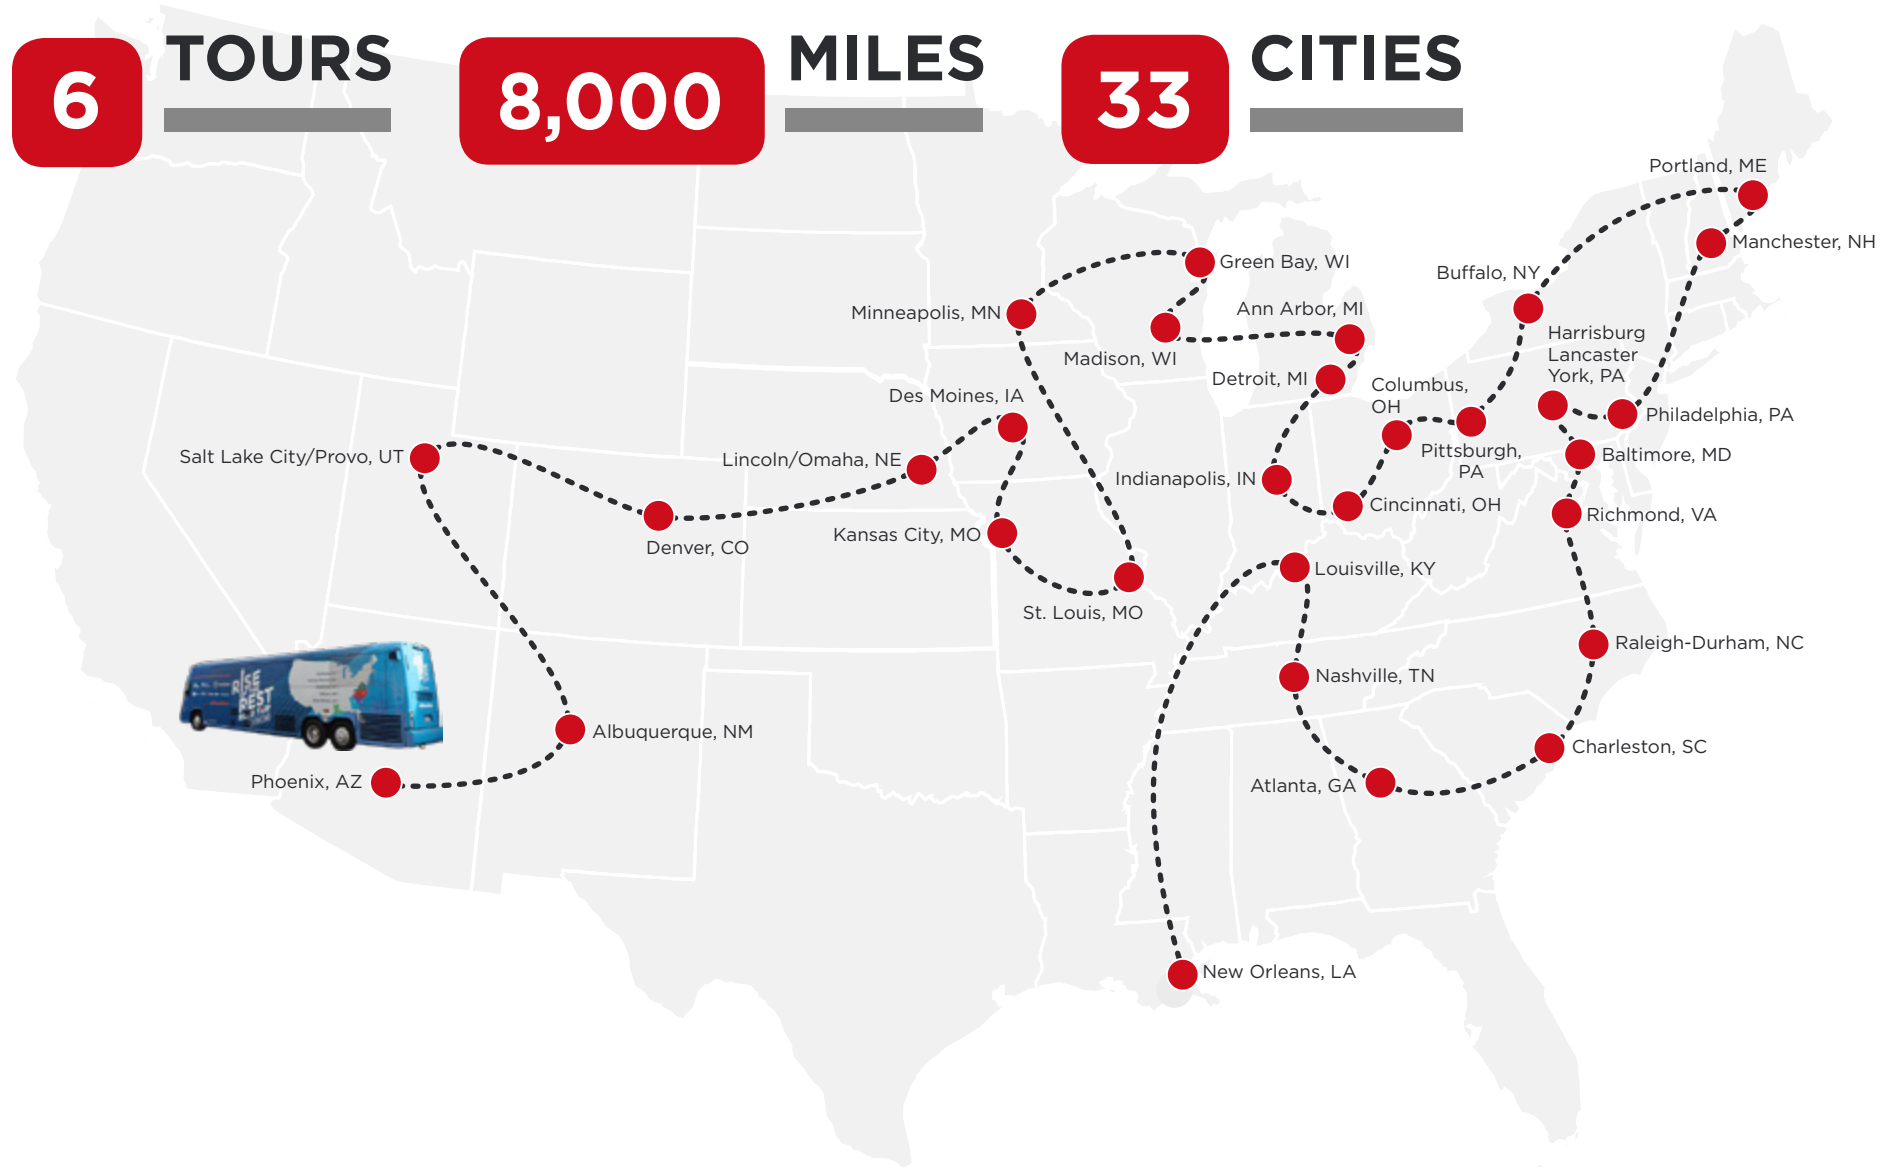 6 TOURS
8,000 MILES
33 CITIES
Portland, ME
Manchester, NH
Buffalo, NY
Green Bay, WI
Ann Arbor, MI
Minneapolis, MN
Harrisburg
Lancaster
York, PA
Madison, WI
Detroit, MI
Columbus,
OH
Des Moines, IA
Philadelphia, PA
Pittsburgh,
PA
Baltimore, MD
Salt Lake City/Provo, UT
Lincoln/Omaha, NE
Indianapolis, IN
Cincinnati, OH
Richmond, VA
Denver, CO
Kansas City, MO
Louisville, KY
St. Louis, MO
Raleigh-Durham, NC
Nashville, TN
RISE
REST
Albuquerque, NM
Charleston, SC
Phoenix, AZ
Atlanta, GA
New Orleans, LA